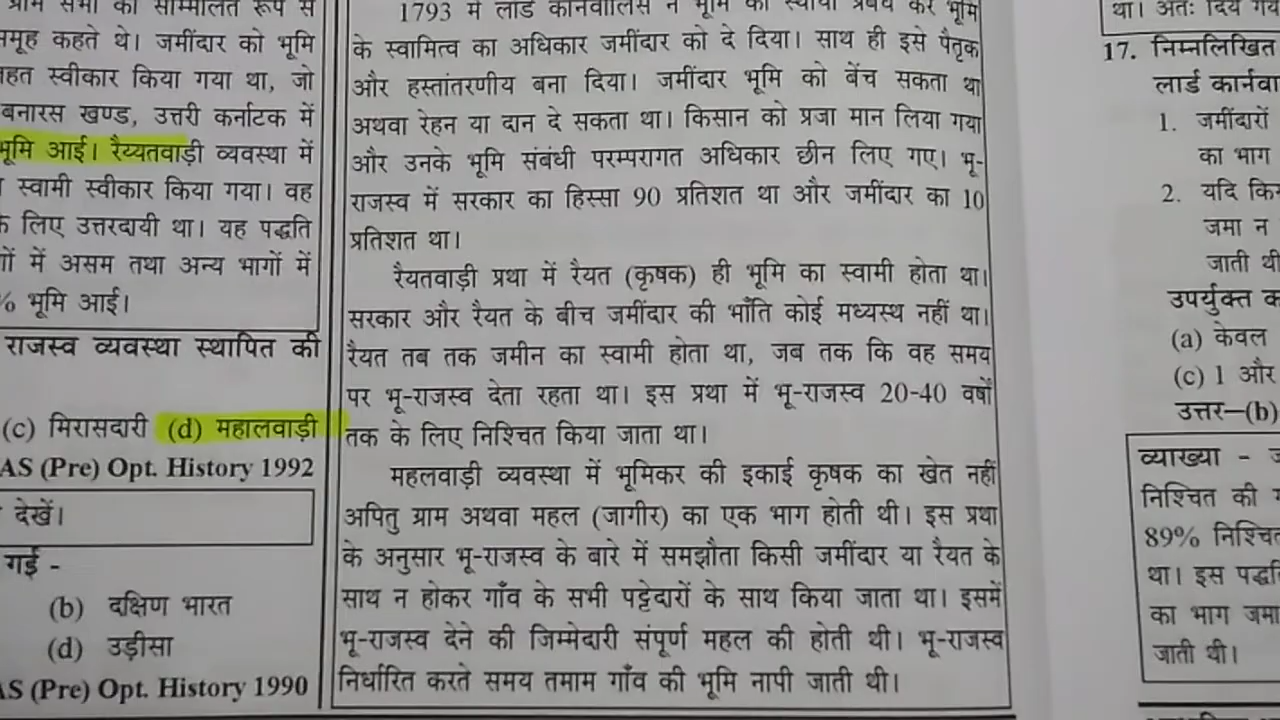 ग्राम सभा का सम्मिलित रूप से
समूह कहते थे। जमींदार को भूमि
तहत स्वीकार किया गया था, जो
बनारस खण्ड, उत्तरी कर्नाटक में
भूमि आई। रैय्यतवाड़ी व्यवस्था में
स्वामी स्वीकार किया गया। वह
के लिए उत्तरदायी था। यह पद्धति
में असम तथा अन्य भागों में
% भूमि आई।
राजस्व व्यवस्था स्थापित की
(c) मिरासदारी (d) महालवाड़ी
AS (Pre) Opt. History 1992
देखें।
गई -
(b) दक्षिण भारत
(d) उड़ीसा
AS (Pre) Opt. History 1990
1793 में लॉर्ड कार्नवालिस ने भूमि का स्थायी प्रबंध कर भूमि
के स्वामित्व का अधिकार जमींदार को दे दिया। साथ ही इसे पैतृक
और हस्तांतरणीय बना दिया। जमींदार भूमि को बेंच सकता था
अथवा रेहन या दान दे सकता था। किसान को प्रजा मान लिया गया
और उनके भूमि संबंधी परम्परागत अधिकार छीन लिए गए। भू-
राजस्व में सरकार का हिस्सा 90 प्रतिशत था और जमींदार का 10
प्रतिशत था।
रैयतवाड़ी प्रथा में रैयत (कृषक) ही भूमि का स्वामी होता था।
सरकार और रैयत के बीच जमींदार की भाँति कोई मध्यस्थ नहीं था।
रैयत तब तक जमीन का स्वामी होता था, जब तक कि वह समय
पर भू-राजस्व देता रहता था। इस प्रथा में भू-राजस्व 20-40 वर्षों
तक के लिए निश्चित किया जाता था।
महलवाड़ी व्यवस्था में भूमिकर की इकाई कृषक का खेत नहीं
अपितु ग्राम अथवा महल (जागीर) का एक भाग होती थी। इस प्रथा
के अनुसार भू-राजस्व के बारे में समझौता किसी जमींदार या रैयत के
साथ न होकर गाँव के सभी पट्टेदारों के साथ किया जाता था। इसमें
भू-राजस्व देने की जिम्मेदारी संपूर्ण महल की होती थी। भू-राजस्व
निर्धारित करते समय तमाम गाँव की भूमि नापी जाती थी।
था। अतः दिये
17. निम्नलिखित
लार्ड कार्नवा
1. जमींदारों
का भाग
2. यदि
जमा न
जाती थी
उपर्युक्त
(a) केवल
(c) 1 और
उत्तर–(b)
व्याख्या -
निश्चित की
89% निश्चित
था। इस पद्धति
का भाग जमा
जाती थी।